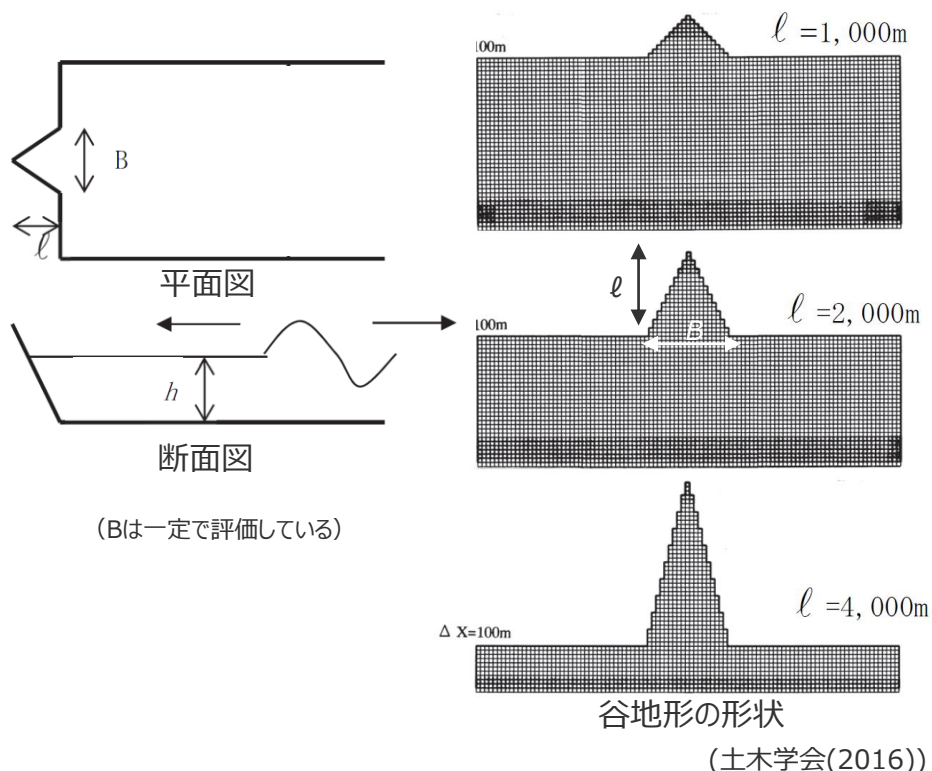 B
ℓ
平面図
h
断面図
（Bは一定で評価している）
100m
ℓ =1, 000m
ℓ
B
100m
ℓ =2, 000m
Δ X=100m
ℓ =4, 000m
谷地形の形状
(土木学会(2016))